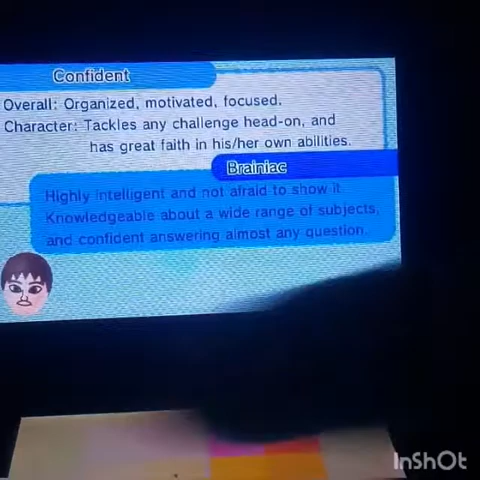 Confident
Overall: Organized, motivated, focused.
Character: Tackles any challenge head-on, and
has great faith in his/her own abilities.
Brainiac
Highly intelligent and not afraid to show it.
Knowledgeable about a wide range of subjects,
and confident answering almost any question.
InShOt